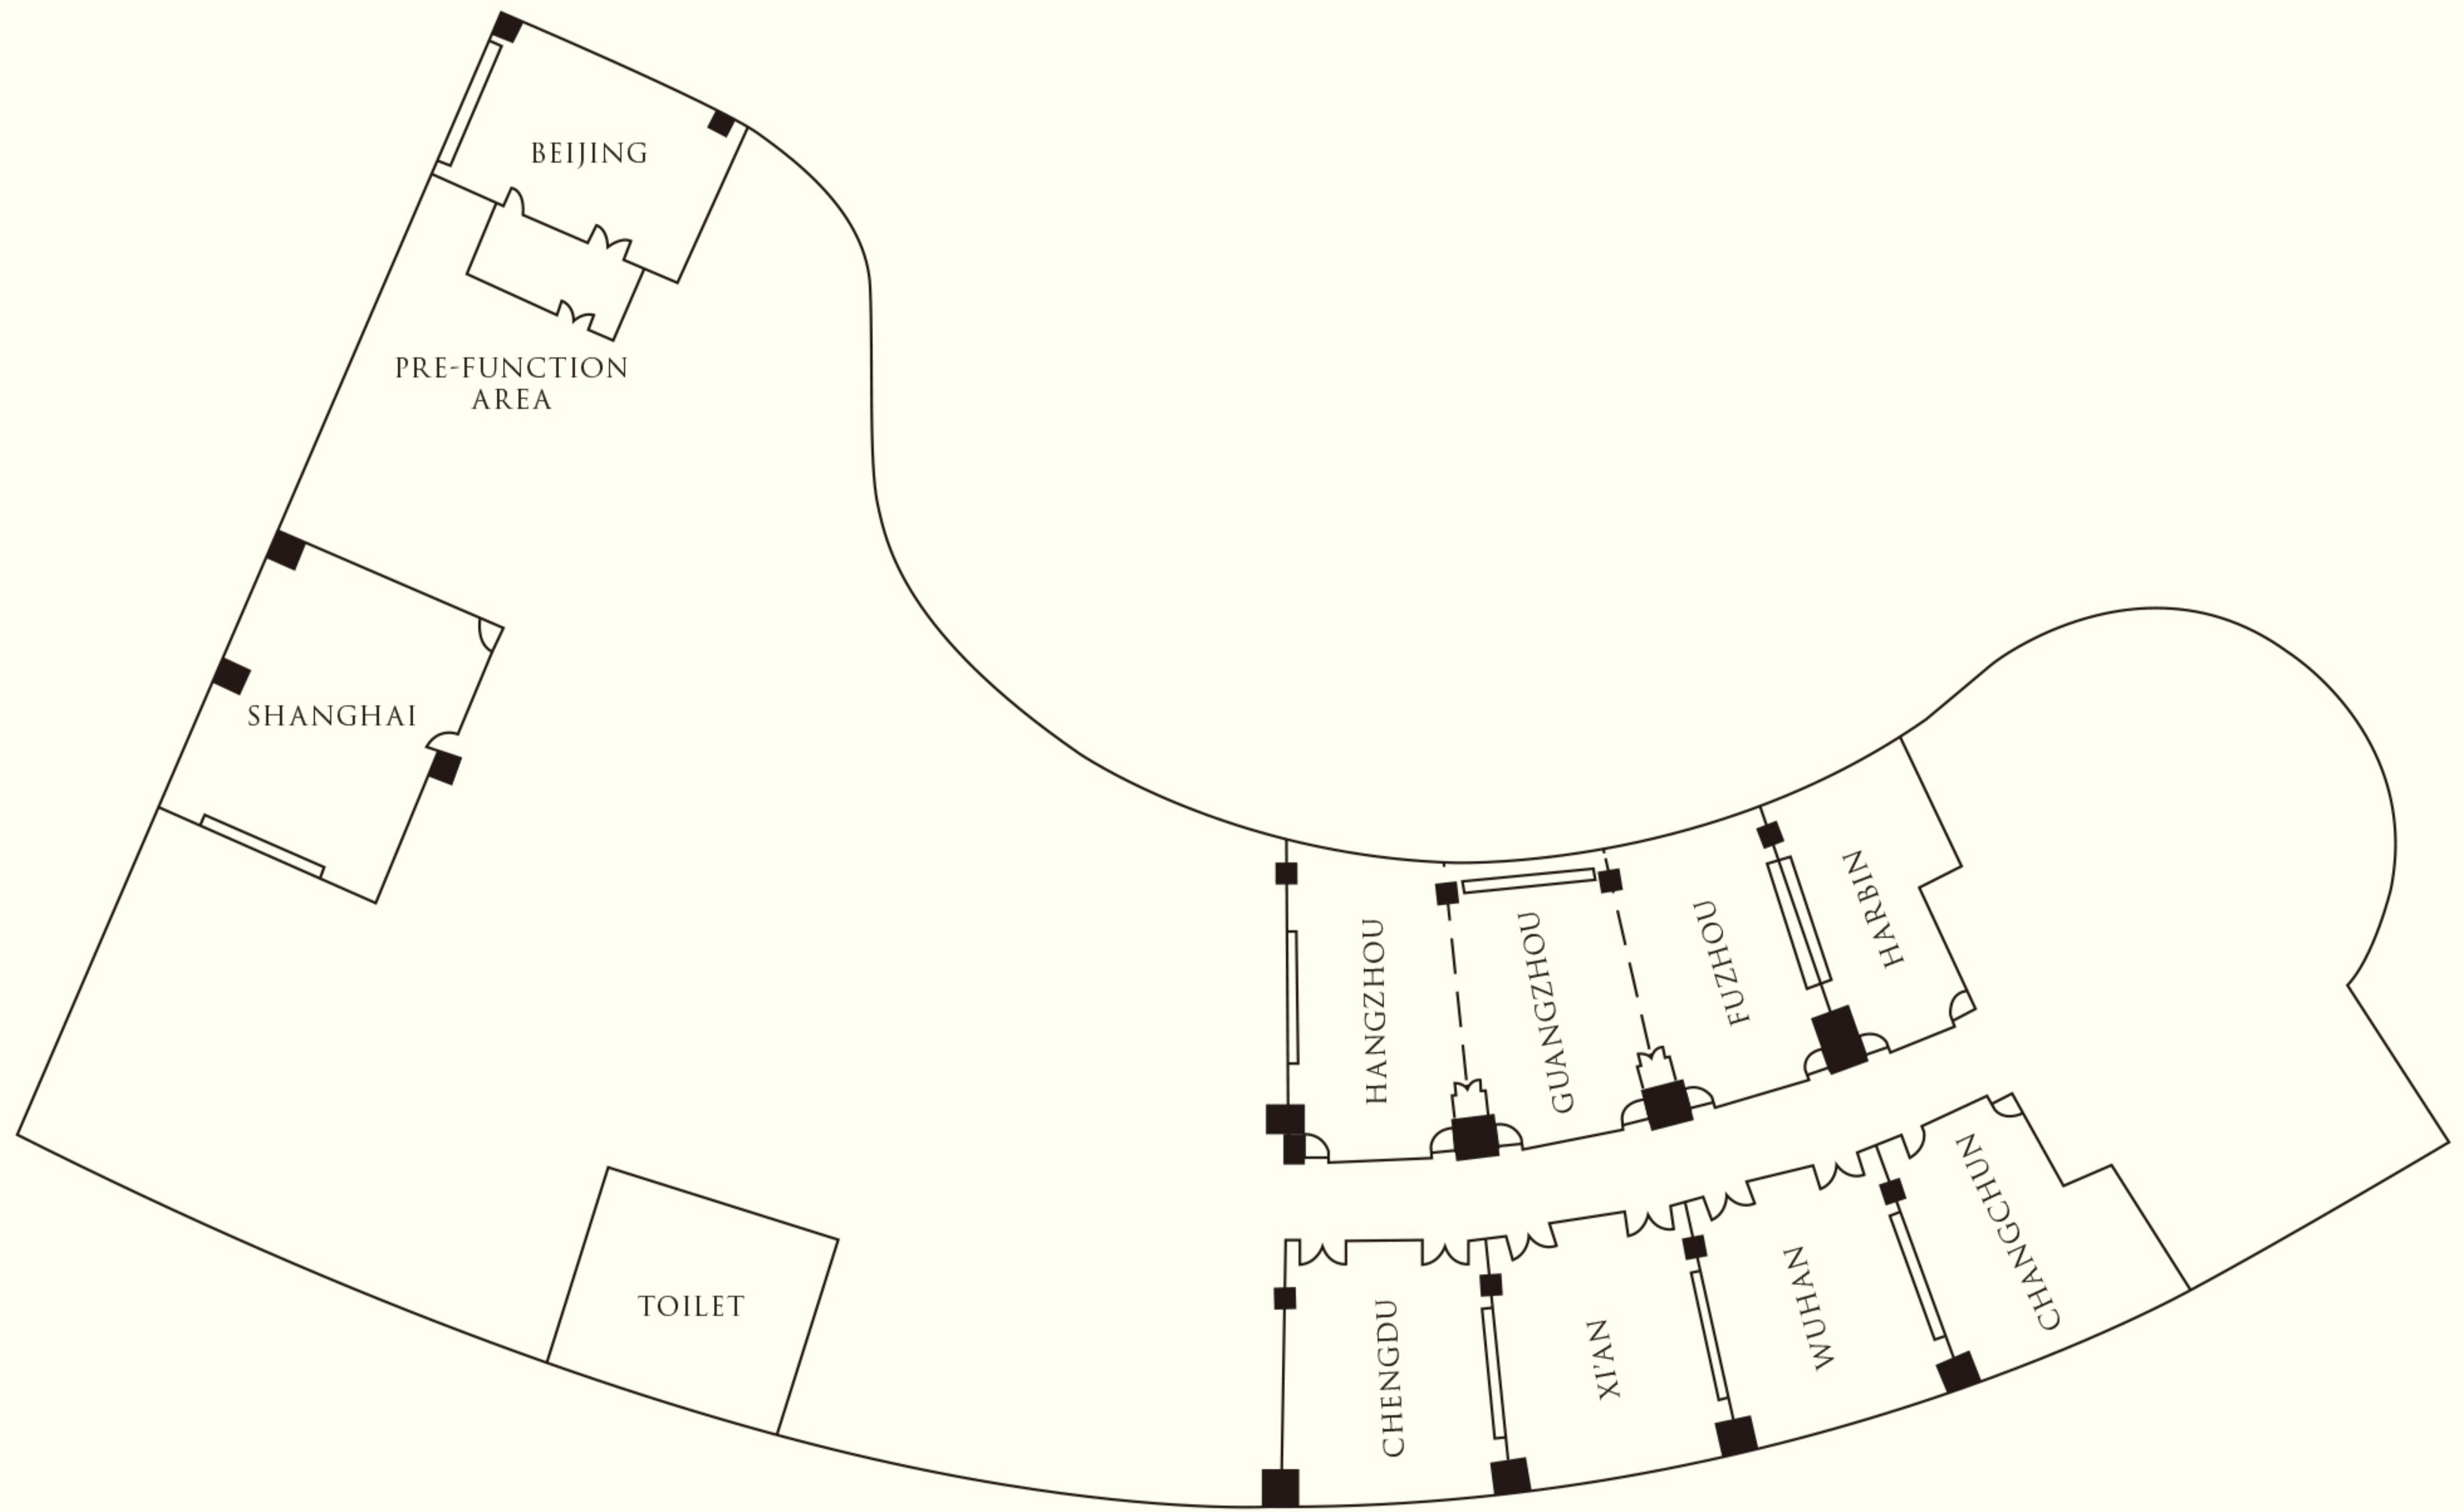 BEIJING
PRE-FUNCTION
AREA
SHANGHAI
HANGZHOU
GUANGZHOU
FUZHOU
HARBIN
TOILET
CHENGDU
XI'AN
WUHAN
CHANGCHUN